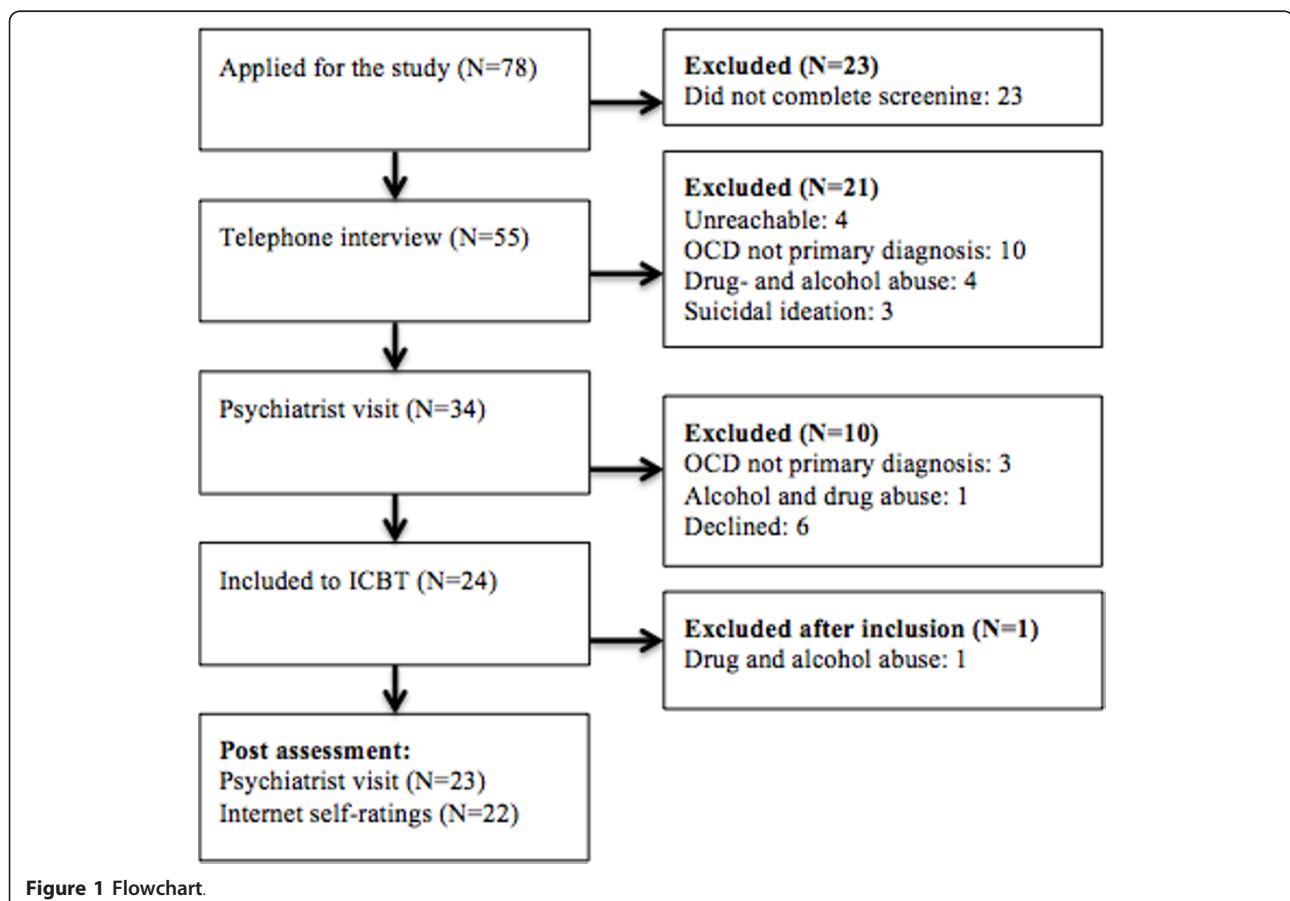 Applied for the study (N=78)
Excluded (N=23)
Did not complete screening: 23
Telephone interview (N=55)
Excluded (N=21)
Unreachable: 4
OCD not primary diagnosis: 10
Drug- and alcohol abuse: 4
Suicidal ideation: 3
Psychiatrist visit (N=34)
Excluded (N=10)
OCD not primary diagnosis: 3
Alcohol and drug abuse: 1
Declined: 6
Included to ICBT (N=24)
Excluded after inclusion (N=1)
Drug and alcohol abuse: 1
Post assessment:
Psychiatrist visit (N=23)
Internet self-ratings (N=22)
Figure 1 Flowchart.